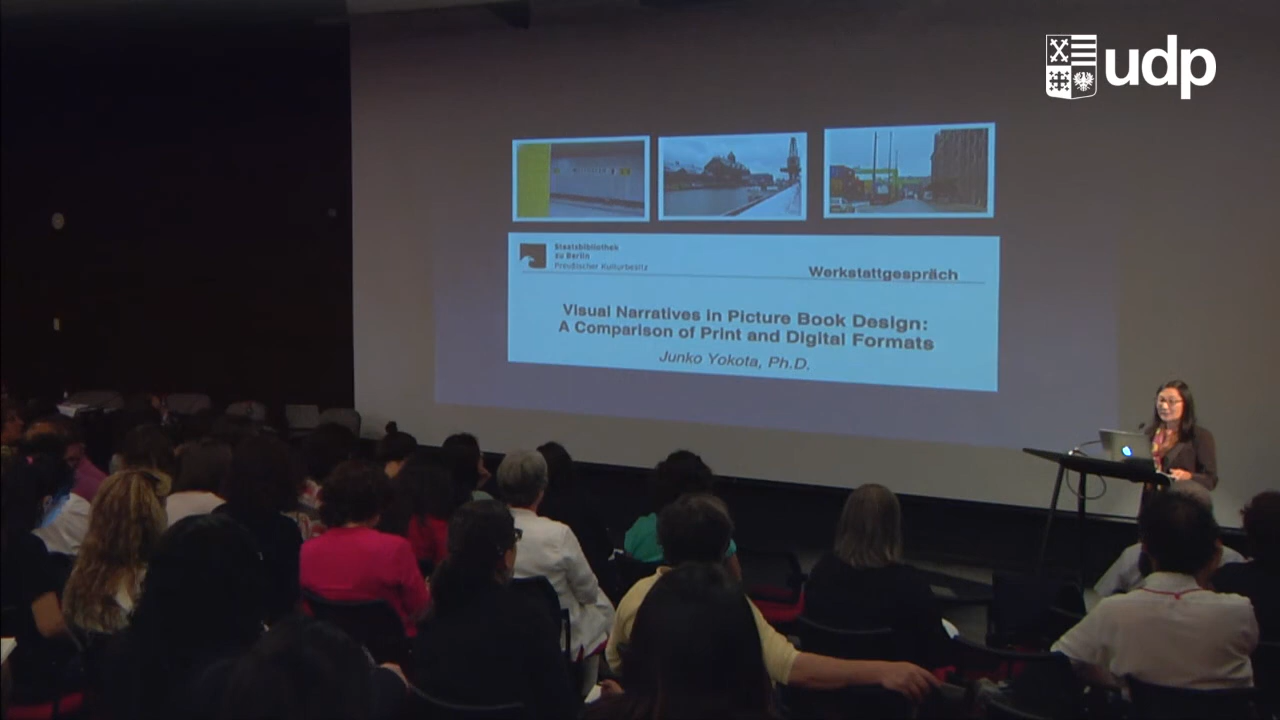 udp
Staatsbibliothek
zu Berlin
Preußischer Kulturbesitz
Werkstattgespräch
Visual Narratives in Picture Book Design:
A Comparison of Print and Digital Formats
Junko Yokota, Ph.D.